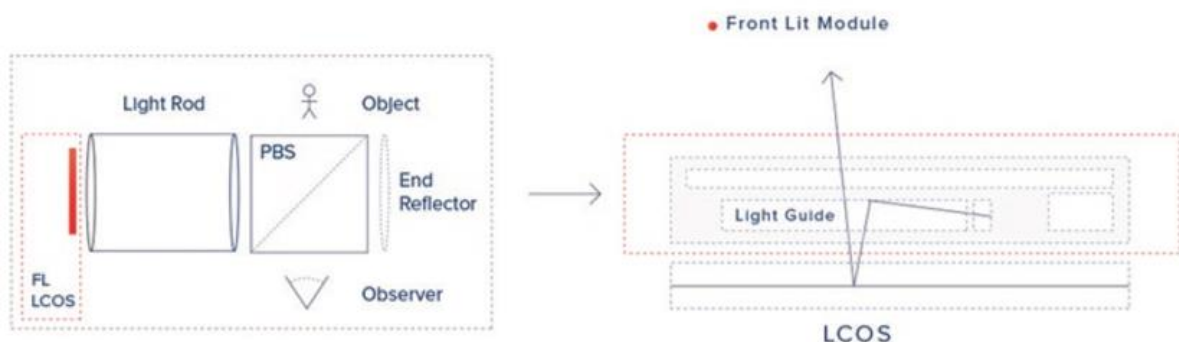 Front Lit Module
Light Rod
Object
PBS
End
Reflector
Light Guide
FL
LCOS
Observer
LCOS